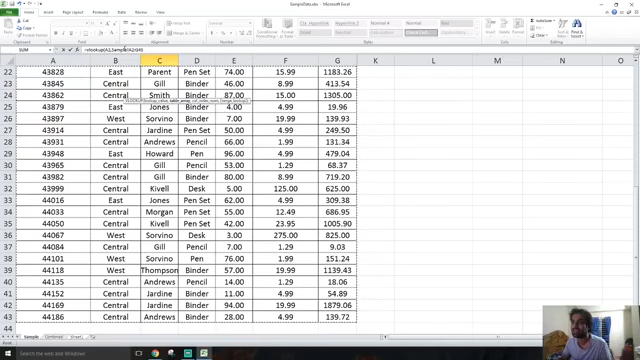 SampleData.xlsx - Microsoft Excel
SUM
=vlookup(A2,Sample!A2:G43
A B C D E F G K L M N O
22 43828 East Parent Pen Set 74.00 15.99 1183.26
23 43845 Central Gill Binder 46.00 8.99 413.54
24 43862 Central Smith Binder 87.00 15.00 1305.00
VLOOKUP(lookup_value, table_array, col_index_num, [range_lookup])
25 43879 East Jones Binder 4.00 4.99 19.96
26 43897 West Sorvino Binder 7.00 19.99 139.93
27 43914 Central Jardine Pen Set 50.00 4.99 249.50
28 43931 Central Andrews Pencil 66.00 1.99 131.34
29 43948 East Howard Pen 96.00 4.99 479.04
30 43965 Central Gill Pencil 53.00 1.29 68.37
31 43982 Central Gill Binder 80.00 8.99 719.20
32 43999 Central Kivell Desk 5.00 125.00 625.00
33 44016 East Jones Pen Set 62.00 4.99 309.38
34 44033 Central Morgan Pen Set 55.00 12.49 686.95
35 44050 Central Kivell Pen Set 42.00 23.95 1005.90
36 44067 West Sorvino Desk 3.00 275.00 825.00
37 44084 Central Gill Pencil 7.00 1.29 9.03
38 44101 West Sorvino Pen 76.00 1.99 151.24
39 44118 West Thompson Binder 57.00 19.99 1139.43
40 44135 Central Andrews Pencil 14.00 1.29 18.06
41 44152 Central Jardine Binder 11.00 4.99 54.89
42 44169 Central Jardine Binder 94.00 19.99 1879.06
43 44186 Central Andrews Binder 28.00 4.99 139.72
44
Sample Combined Sheet1